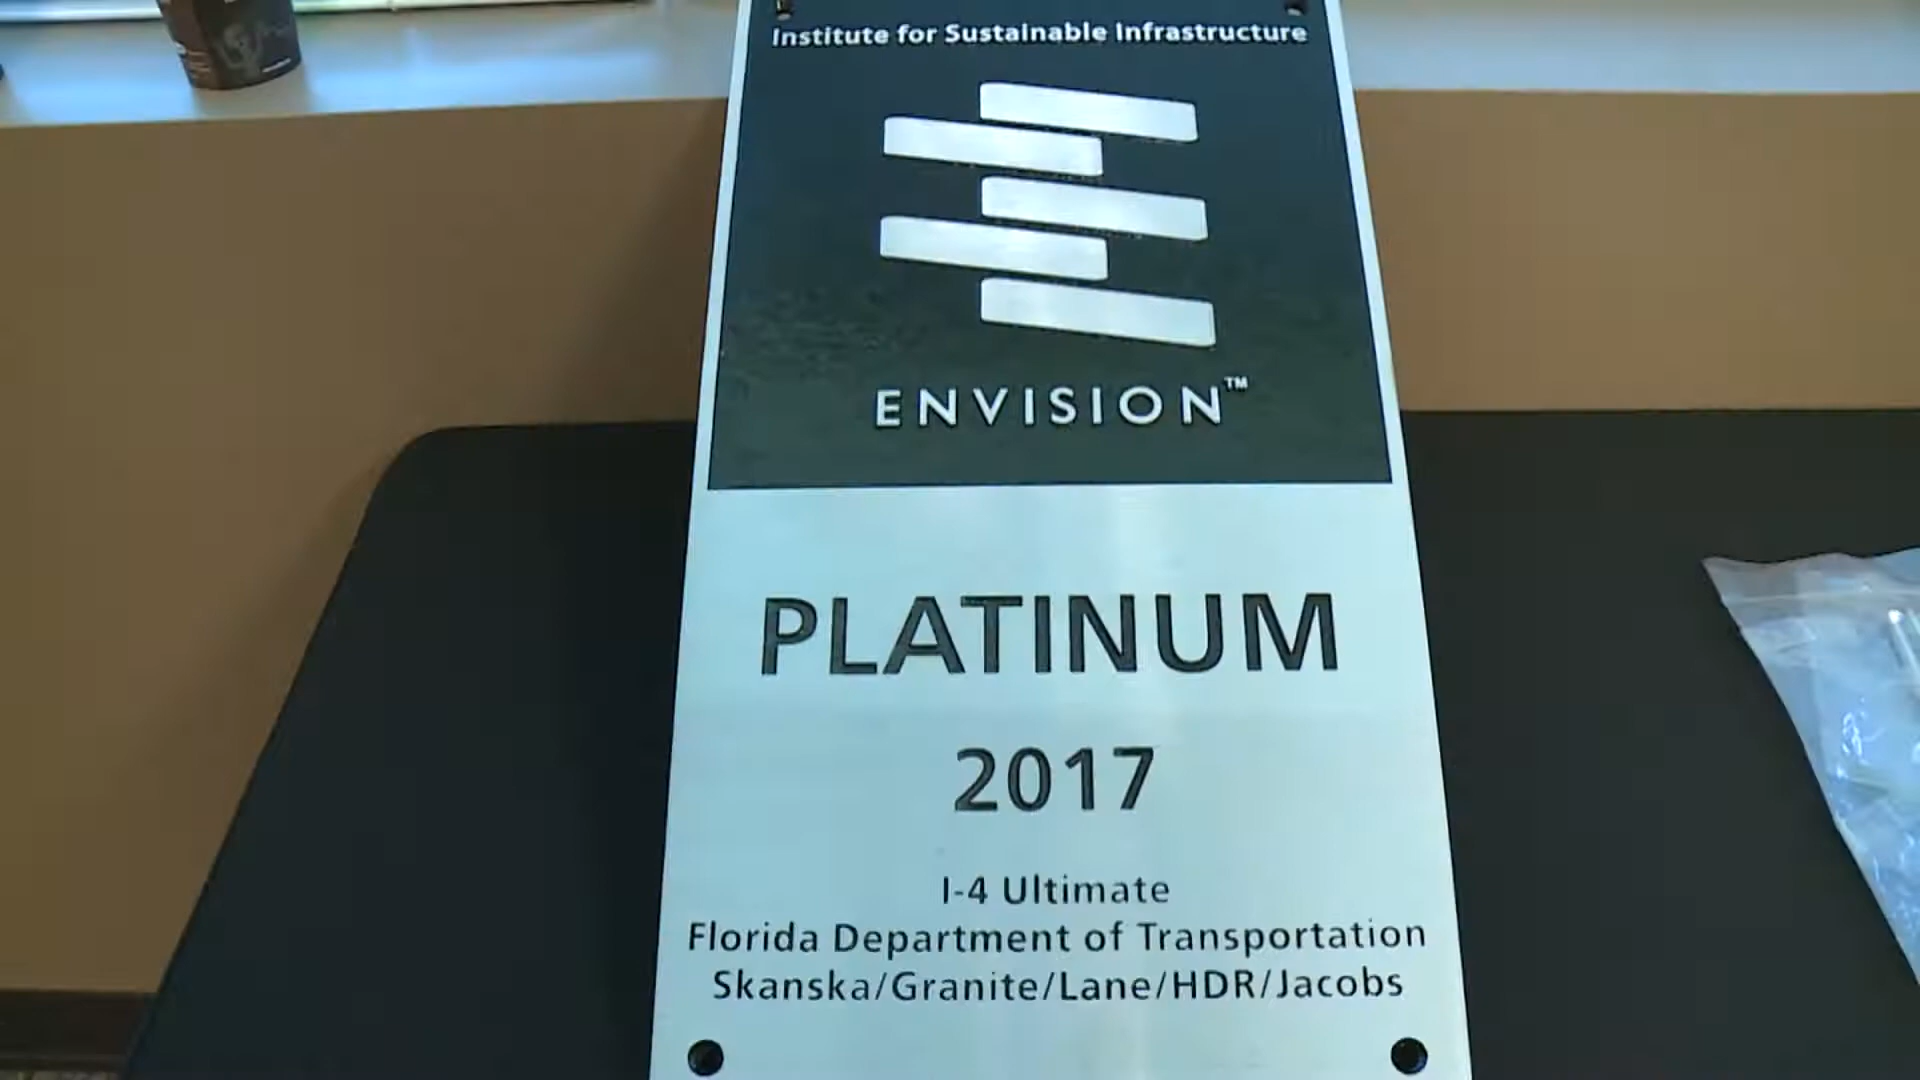 Institute for Sustainable Infrastructure
ENVISION™
PLATINUM
2017
I-4 Ultimate
Florida Department of Transportation
Skanska/Granite/Lane/HDR/Jacobs